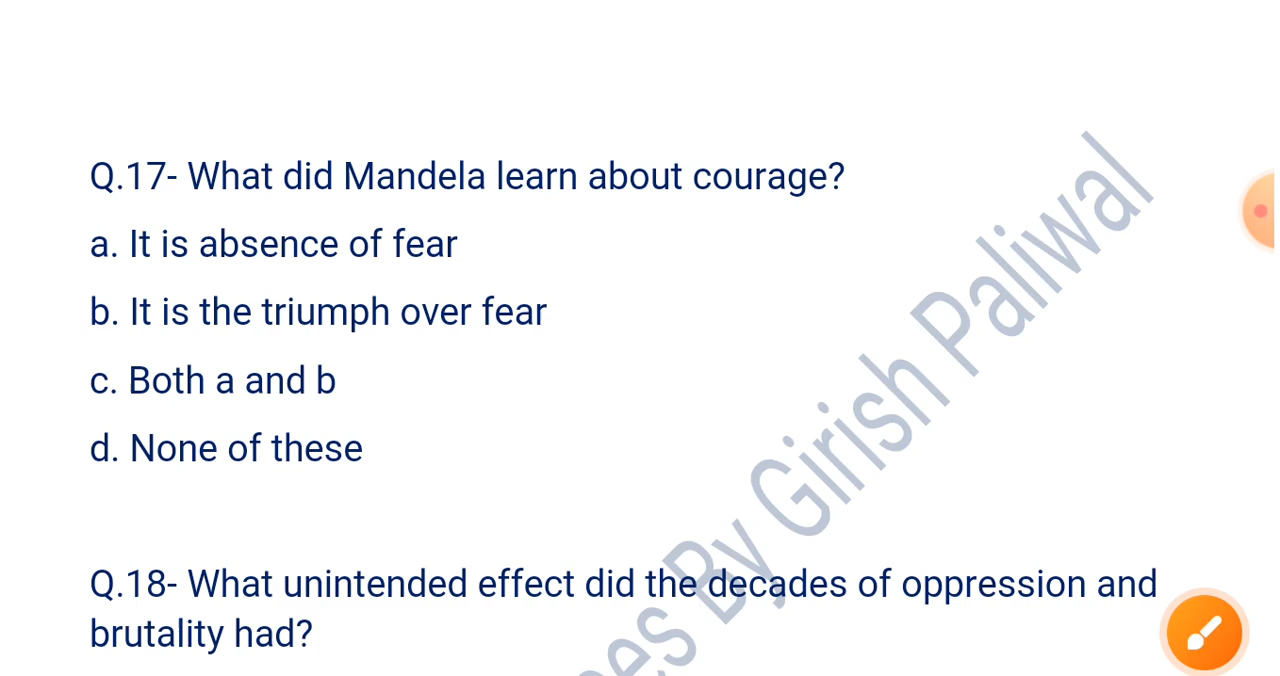 Q.17- What did Mandela learn about courage?
a. It is absence of fear
b. It is the triumph over fear
c. Both a and b
d. None of these
Q.18- What unintended effect did the decades of oppression and
brutality had?
By Girish Paliwal